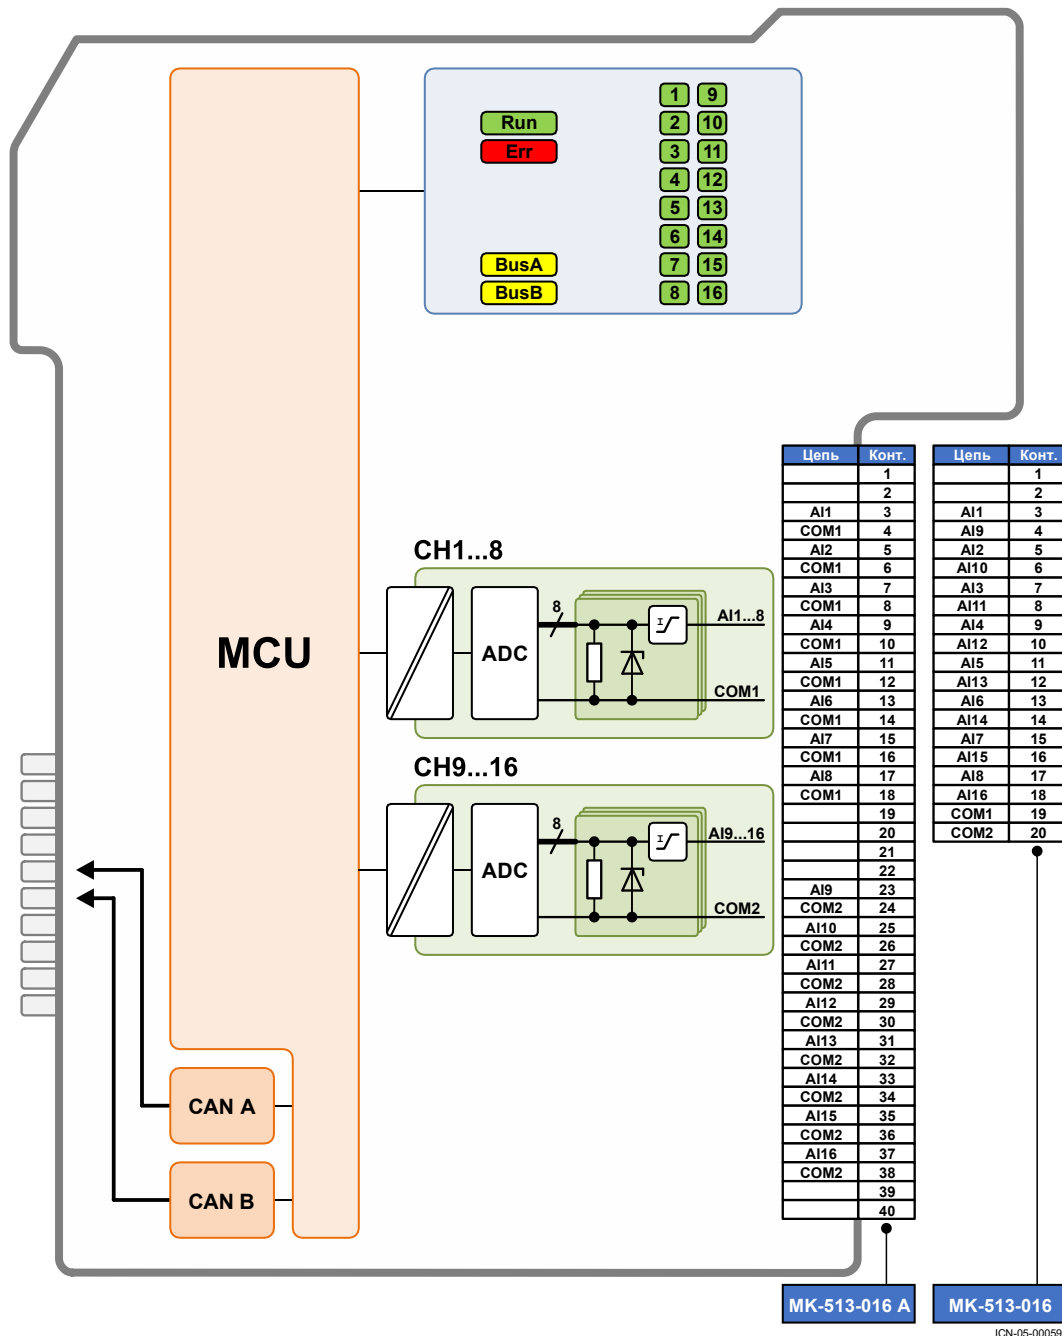 1 9
Run 2 10
Err 3 11
4 12
5 13
6 14
BusA 7 15
BusB 8 16
MCU
CH1...8
ADC
8
I
AI1...8
COM1
CH9...16
ADC
8
I
AI9...16
COM2
CAN A
CAN B
Цепь Конт.
1
2
AI1 3
COM1 4
AI2 5
COM1 6
AI3 7
COM1 8
AI4 9
COM1 10
AI5 11
COM1 12
AI6 13
COM1 14
AI7 15
COM1 16
AI8 17
COM1 18
19
20
21
22
AI9 23
COM2 24
AI10 25
COM2 26
AI11 27
COM2 28
AI12 29
COM2 30
AI13 31
COM2 32
AI14 33
COM2 34
AI15 35
COM2 36
AI16 37
COM2 38
39
40
MK-513-016 A
Цепь Конт.
1
2
AI1 3
AI9 4
AI2 5
AI10 6
AI3 7
AI11 8
AI4 9
AI12 10
AI5 11
AI13 12
AI6 13
AI14 14
AI7 15
AI15 16
AI8 17
AI16 18
COM1 19
COM2 20
MK-513-016
ICN-05-00059